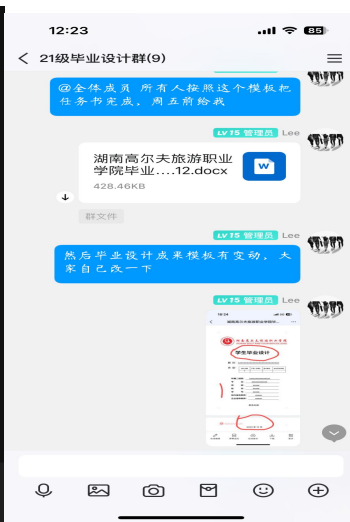 12:23
85
21级毕业设计群(9)
@全体成员 所有人按照这个模板把
任务书完成，周五前给我
LV15 管理员 Lee
湖南高尔夫旅游职业
学院毕业....12.docx
428.46KB
W
群文件
LV15 管理员 Lee
然后毕业设计成果模板有变动，大
家自己改一下
LV15 管理员 Lee
学生毕业设计